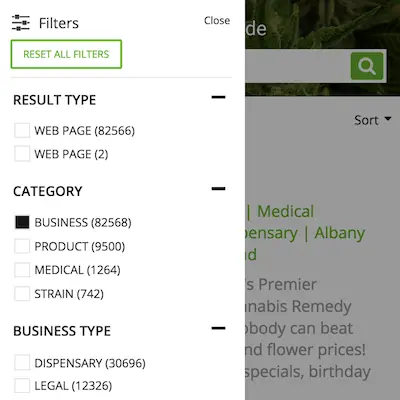 Filters
Close
RESET ALL FILTERS
RESULT TYPE
WEB PAGE (82566)
WEB PAGE (2)
CATEGORY
BUSINESS (82568)
PRODUCT (9500)
MEDICAL (1264)
STRAIN (742)
BUSINESS TYPE
DISPENSARY (30696)
LEGAL (12326)
de
Sort
| Medical
pensary | Albany
nd
's Premier
nnabis Remedy
obody can beat
nd flower prices!
specials, birthday